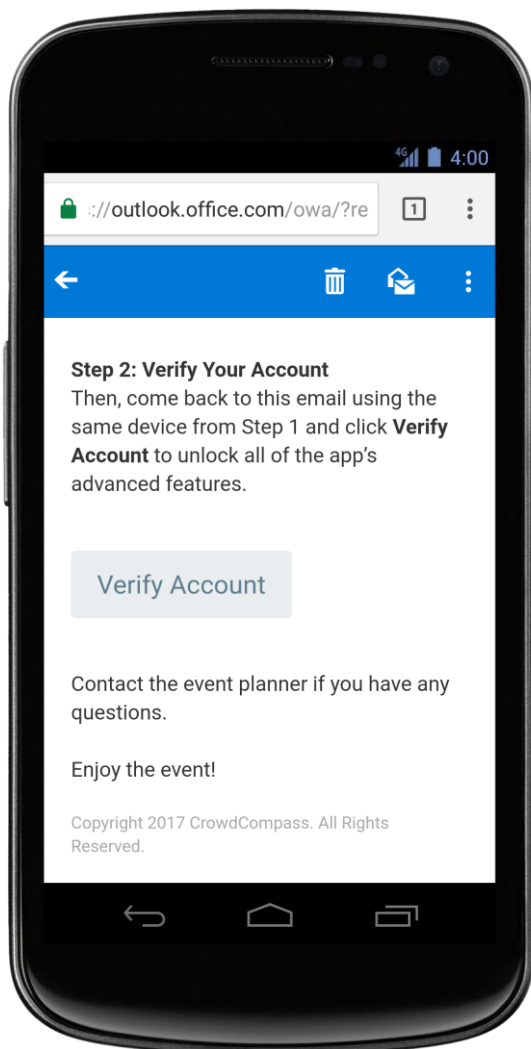 4G 4:00
://outlook.office.com/owa/?re 1
Step 2: Verify Your Account
Then, come back to this email using the
same device from Step 1 and click Verify
Account to unlock all of the app's
advanced features.
Verify Account
Contact the event planner if you have any
questions.
Enjoy the event!
Copyright 2017 CrowdCompass. All Rights
Reserved.